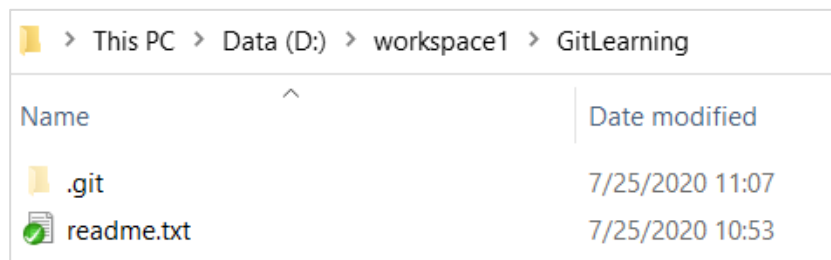 > This PC > Data (D:) > workspace1 > GitLearning
Name Date modified
.git 7/25/2020 11:07
readme.txt 7/25/2020 10:53